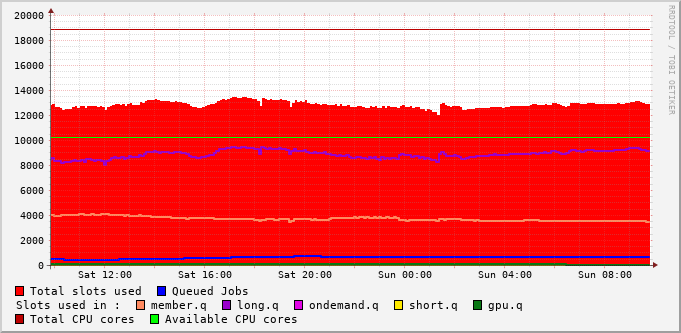 RRDTOOL / TOBI OETIKER
20000
18000
16000
14000
12000
10000
8000
6000
4000
2000
0
Sat 12:00 Sat 16:00 Sat 20:00 Sun 00:00 Sun 04:00 Sun 08:00
Total slots used Queued Jobs
Slots used in : member.q long.q ondemand.q short.q gpu.q
Total CPU cores Available CPU cores